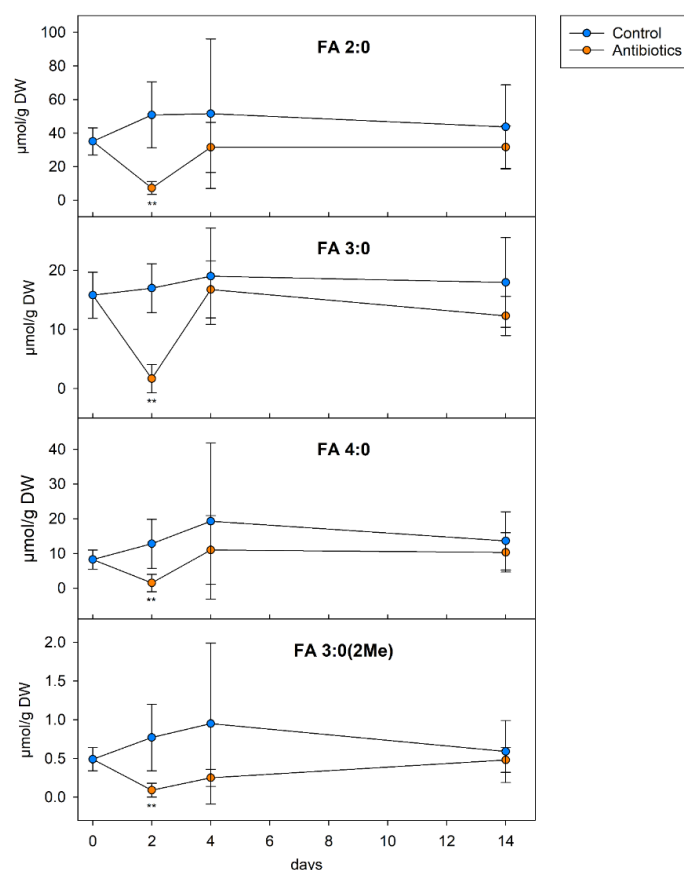 Control
Antibiotics
FA 2:0
µmol/g DW
100
80
60
40
20
0
**
FA 3:0
µmol/g DW
20
10
0
**
FA 4:0
µmol/g DW
40
30
20
10
0
**
FA 3:0(2Me)
µmol/g DW
2.0
1.5
1.0
0.5
0.0
**
0 2 4 6 8 10 12 14
days